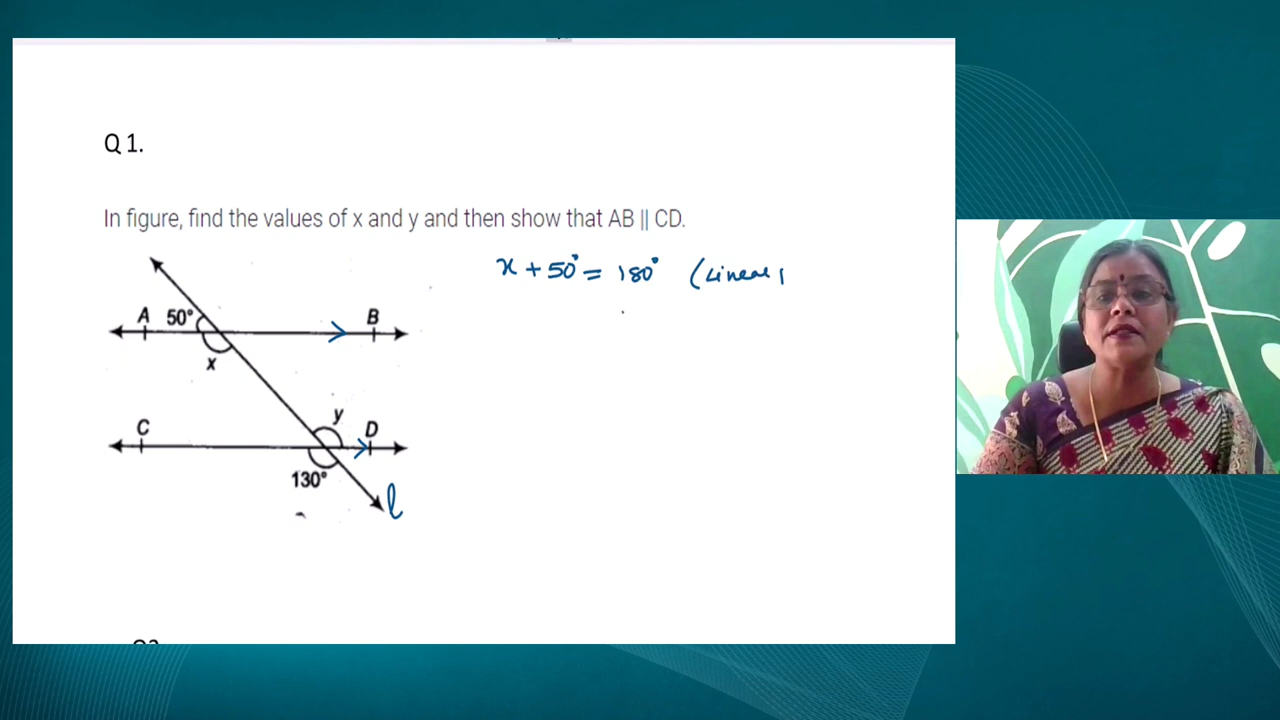 Q 1.
In figure, find the values of x and y and then show that AB || CD.
x + 50° = 180° (Linear
A 50° B
x
y
C D
130°
l